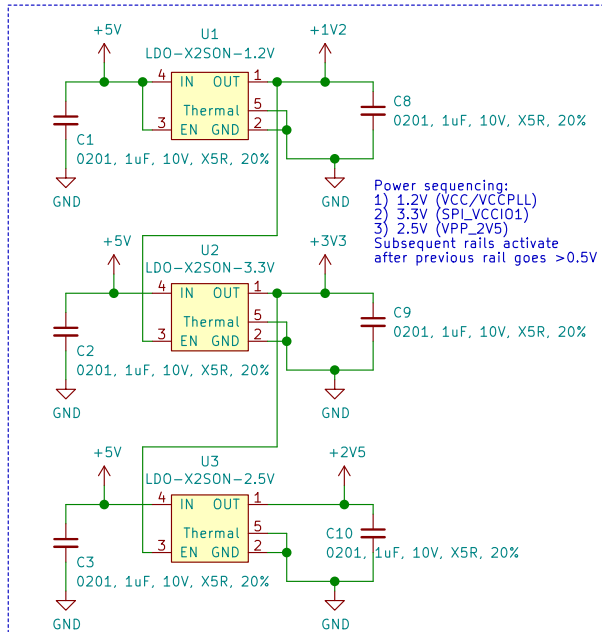 +5V
U1
LDO-X2SON-1.2V
+1V2
4 IN OUT 1
Thermal 5
3 EN GND 2
C1
0201, 1uF, 10V, X5R, 20%
GND
C8
0201, 1uF, 10V, X5R, 20%
GND
Power sequencing:
1) 1.2V (VCC/VCCPLL)
2) 3.3V (SPI_VCCIO1)
3) 2.5V (VPP_2V5)
Subsequent rails activate
after previous rail goes >0.5V
+5V
U2
LDO-X2SON-3.3V
+3V3
4 IN OUT 1
Thermal 5
3 EN GND 2
C2
0201, 1uF, 10V, X5R, 20%
GND
C9
0201, 1uF, 10V, X5R, 20%
GND
+5V
U3
LDO-X2SON-2.5V
+2V5
4 IN OUT 1
Thermal 5
3 EN GND 2
C3
0201, 1uF, 10V, X5R, 20%
GND
C10
0201, 1uF, 10V, X5R, 20%
GND